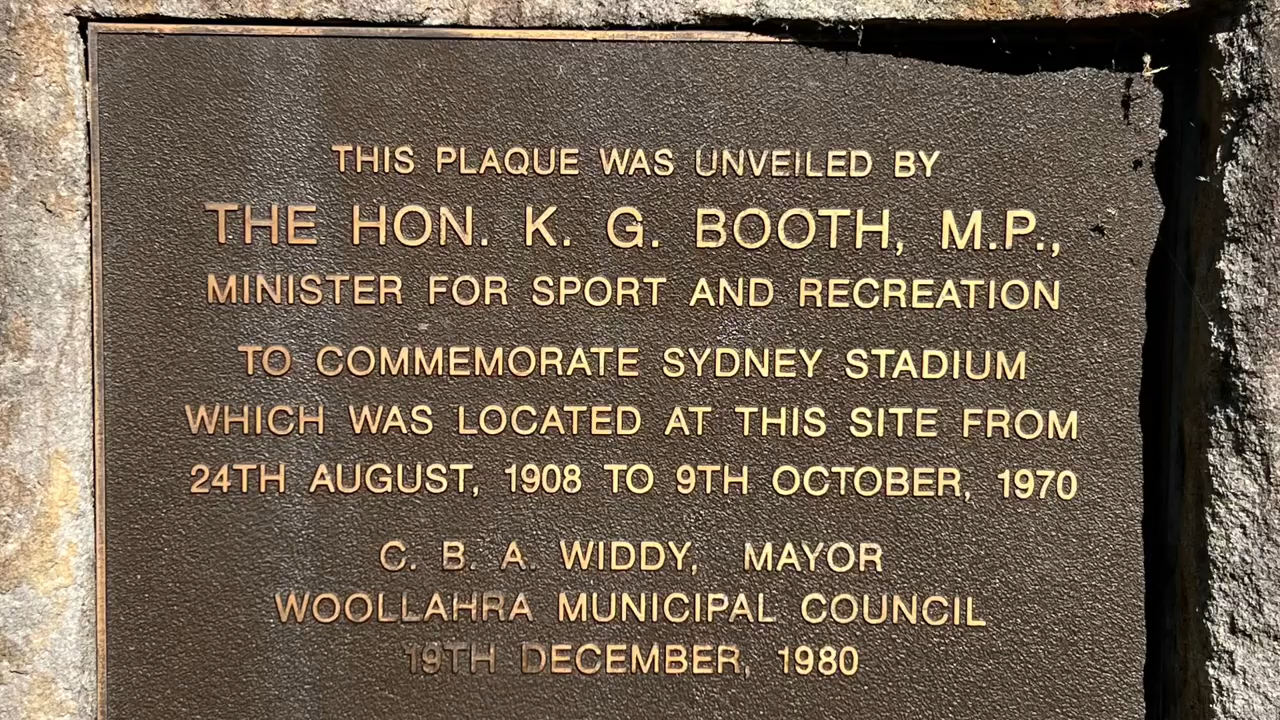 THIS PLAQUE WAS UNVEILED BY
THE HON. K. G. BOOTH, M.P.,
MINISTER FOR SPORT AND RECREATION
TO COMMEMORATE SYDNEY STADIUM
WHICH WAS LOCATED AT THIS SITE FROM
24TH AUGUST, 1908 TO 9TH OCTOBER, 1970
C. B. A. WIDDY, MAYOR
WOOLLAHRA MUNICIPAL COUNCIL
19TH DECEMBER, 1980